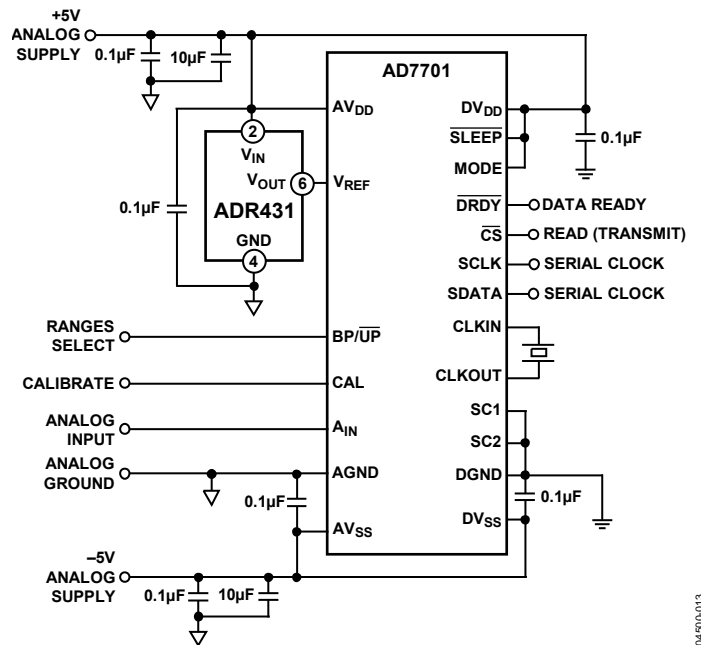 +5V
ANALOG
SUPPLY
0.1µF
10µF
AD7701
AVDD
DVDD
SLEEP
0.1µF
MODE
2
VIN
VOUT
6
VREF
ADR431
0.1µF
GND
4
DRDY
DATA READY
CS
READ (TRANSMIT)
SCLK
SERIAL CLOCK
SDATA
SERIAL CLOCK
RANGES
SELECT
BP/UP
CLKIN
CALIBRATE
CAL
CLKOUT
ANALOG
INPUT
AIN
SC1
SC2
ANALOG
GROUND
AGND
DGND
0.1µF
0.1µF
AVSS
DVSS
–5V
ANALOG
SUPPLY
0.1µF
10µF
04500-013